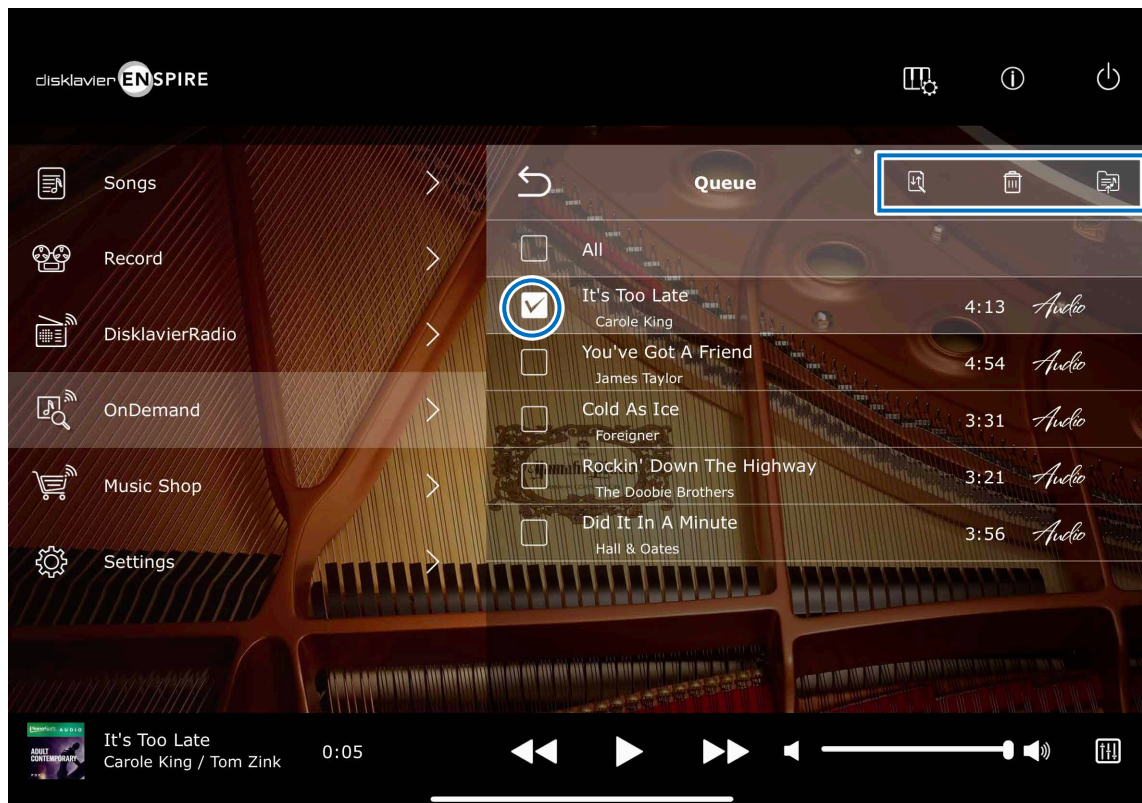 disklavier ENSPIRE
Songs
Record
DisklavierRadio
OnDemand
Music Shop
Settings
Queue
All
It's Too Late
Carole King
4:13 Audio
You've Got A Friend
James Taylor
4:54 Audio
Cold As Ice
Foreigner
3:31 Audio
Rockin' Down The Highway
The Doobie Brothers
3:21 Audio
Did It In A Minute
Hall & Oates
3:56 Audio
AUDIO
ADULT
CONTEMPORARY
It's Too Late
Carole King / Tom Zink
0:05